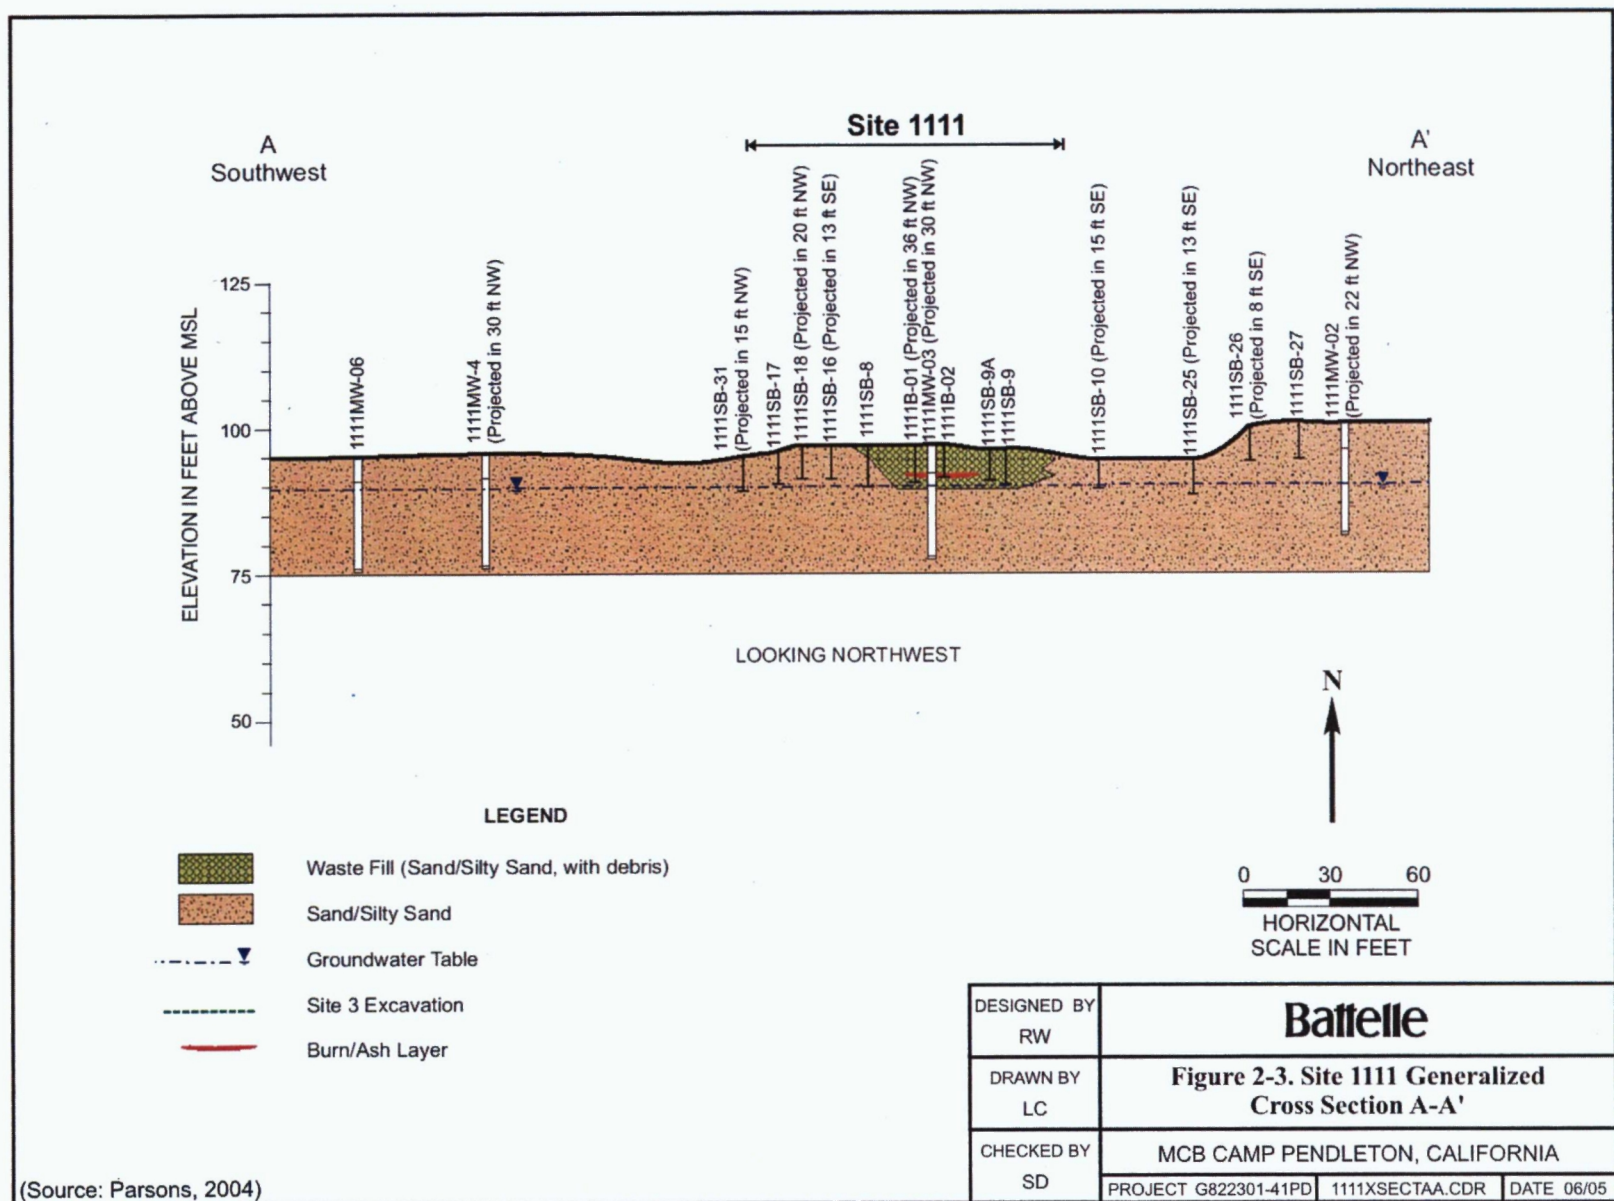 Site 1111
A
Southwest
A'
Northeast
125
100
75
50
ELEVATION IN FEET ABOVE MSL
1111MW-06
1111MW-4
(Projected in 30 ft NW)
1111SB-31
(Projected in 15 ft NW)
1111SB-17
1111SB-18 (Projected in 20 ft NW)
1111SB-16 (Projected in 13 ft SE)
1111SB-8
1111B-01 (Projected in 36 ft NW)
1111MW-03 (Projected in 30 ft NW)
1111B-02
1111SB-9A
1111SB-9
1111SB-10 (Projected in 15 ft SE)
1111SB-25 (Projected in 13 ft SE)
1111SB-26
(Projected in 8 ft SE)
1111SB-27
1111MW-02
(Projected in 22 ft NW)
LOOKING NORTHWEST
N
LEGEND
Waste Fill (Sand/Silty Sand, with debris)
Sand/Silty Sand
Groundwater Table
Site 3 Excavation
Burn/Ash Layer
0 30 60
HORIZONTAL
SCALE IN FEET
DESIGNED BY
RW
Battelle
DRAWN BY
LC
Figure 2-3. Site 1111 Generalized
Cross Section A-A'
CHECKED BY
SD
MCB CAMP PENDLETON, CALIFORNIA
PROJECT G822301-41PD 1111XSECTAA.CDR DATE 06/05
(Source: Parsons, 2004)